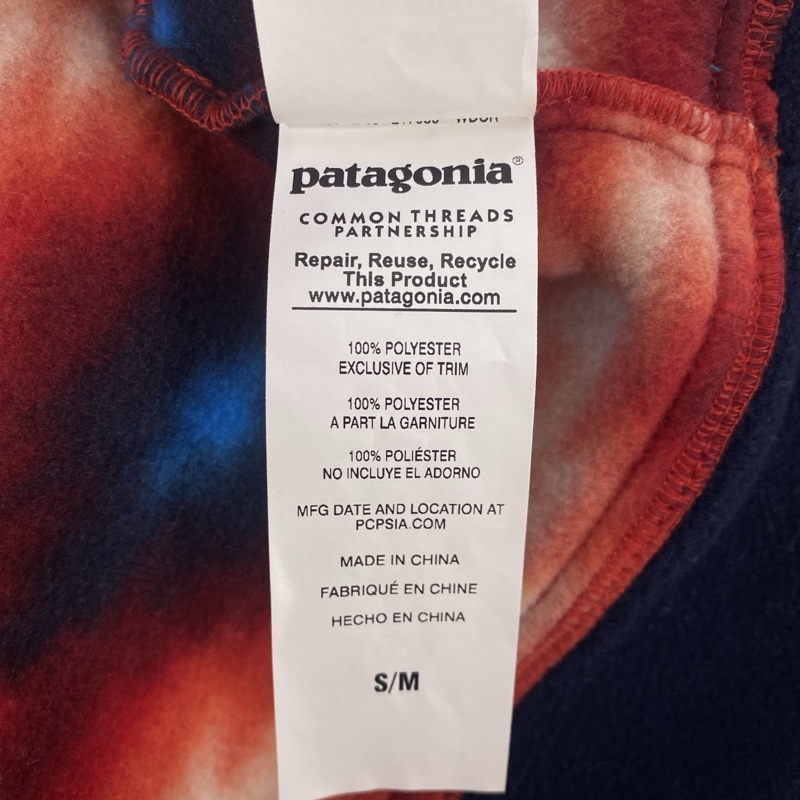 patagonia®
COMMON THREADS
PARTNERSHIP
Repair, Reuse, Recycle
This Product
www.patagonia.com
100% POLYESTER
EXCLUSIVE OF TRIM
100% POLYESTER
A PART LA GARNITURE
100% POLIÉSTER
NO INCLUYE EL ADORNO
MFG DATE AND LOCATION AT
PCPSIA.COM
MADE IN CHINA
FABRIQUÉ EN CHINE
HECHO EN CHINA
S/M